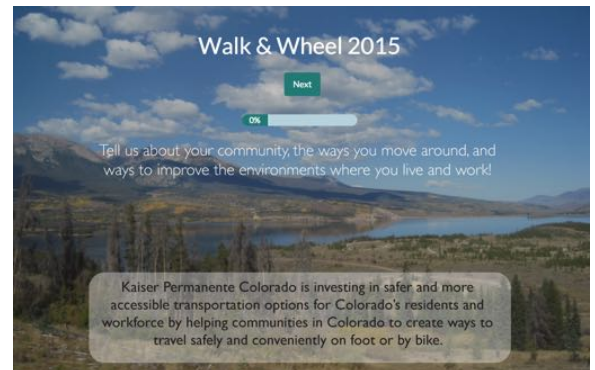 Walk & Wheel 2015
Next
0%
Tell us about your community, the ways you move around, and
ways to improve the environments where you live and work!
Kaiser Permanente Colorado is investing in safer and more
accessible transportation options for Colorado's residents and
workforce by helping communities in Colorado to create ways to
travel safely and conveniently on foot or by bike.